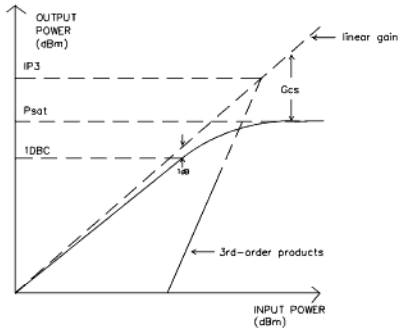 OUTPUT
POWER
(dBm)
linear gain
IP3
Gcs
Psat
1DBC
1dB
3rd-order products
INPUT POWER
(dBm)